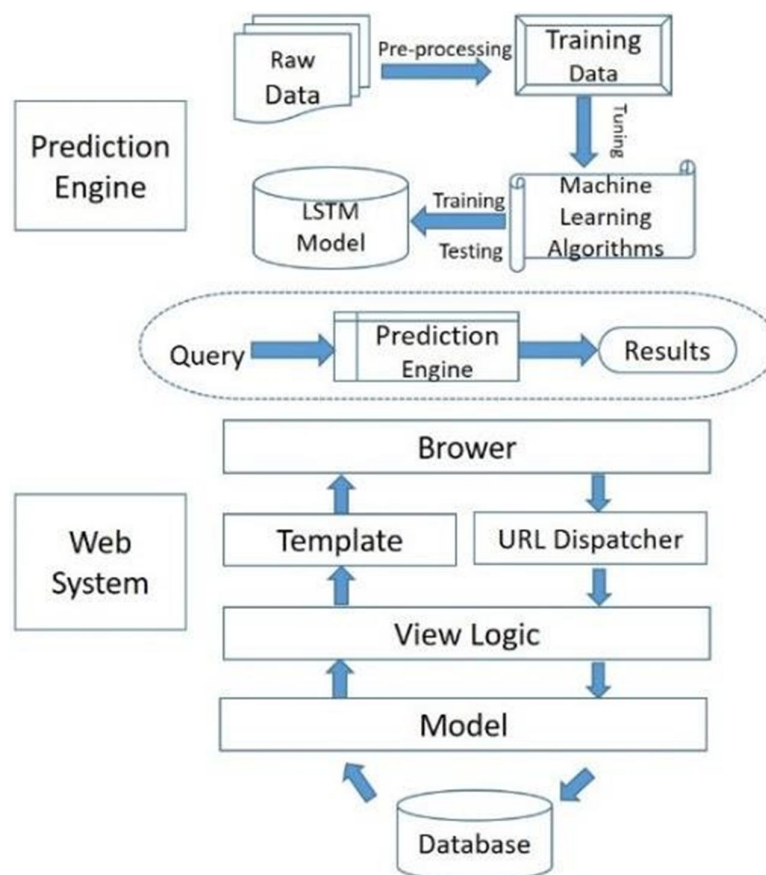 Raw
Data
Pre-processing
Training
Data
Tuning
Prediction
Engine
LSTM
Model
Training
Testing
Machine
Learning
Algorithms
Query
Prediction
Engine
Results
Brower
Web
System
Template
URL Dispatcher
View Logic
Model
Database